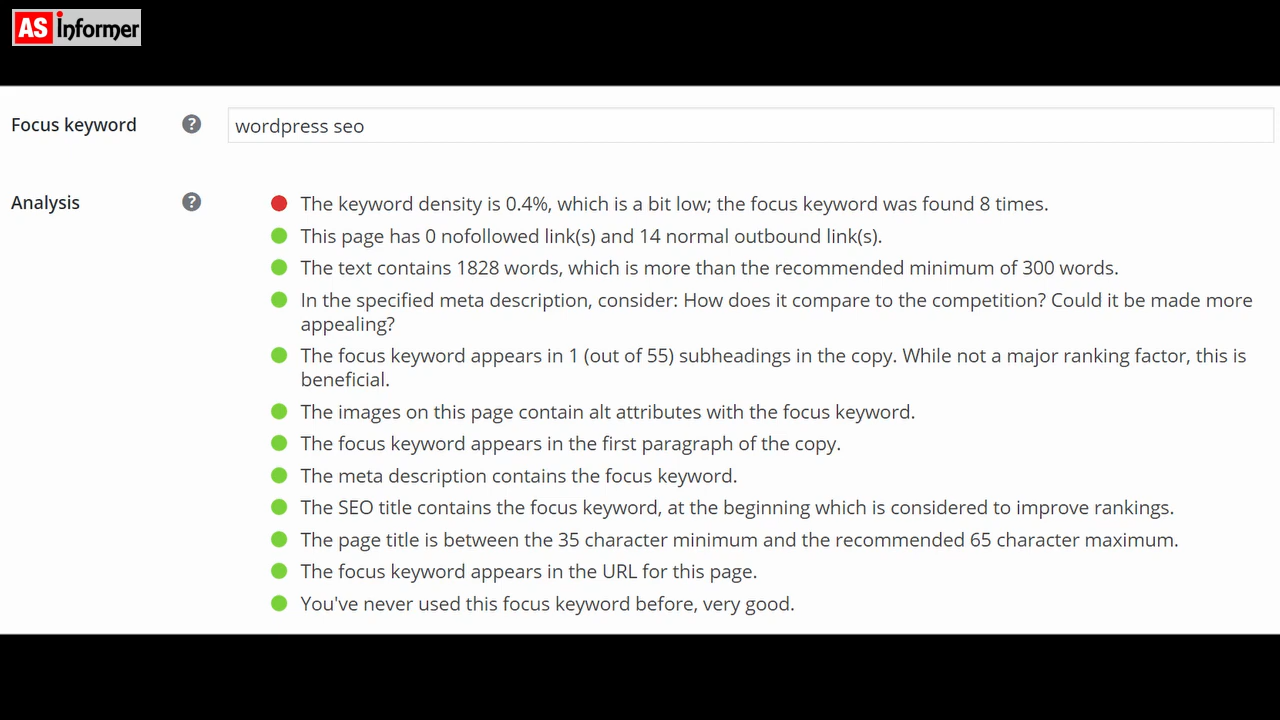 AS Informer
Focus keyword ? wordpress seo
Analysis ? The keyword density is 0.4%, which is a bit low; the focus keyword was found 8 times.
This page has 0 nofollowed link(s) and 14 normal outbound link(s).
The text contains 1828 words, which is more than the recommended minimum of 300 words.
In the specified meta description, consider: How does it compare to the competition? Could it be made more
appealing?
The focus keyword appears in 1 (out of 55) subheadings in the copy. While not a major ranking factor, this is
beneficial.
The images on this page contain alt attributes with the focus keyword.
The focus keyword appears in the first paragraph of the copy.
The meta description contains the focus keyword.
The SEO title contains the focus keyword, at the beginning which is considered to improve rankings.
The page title is between the 35 character minimum and the recommended 65 character maximum.
The focus keyword appears in the URL for this page.
You've never used this focus keyword before, very good.